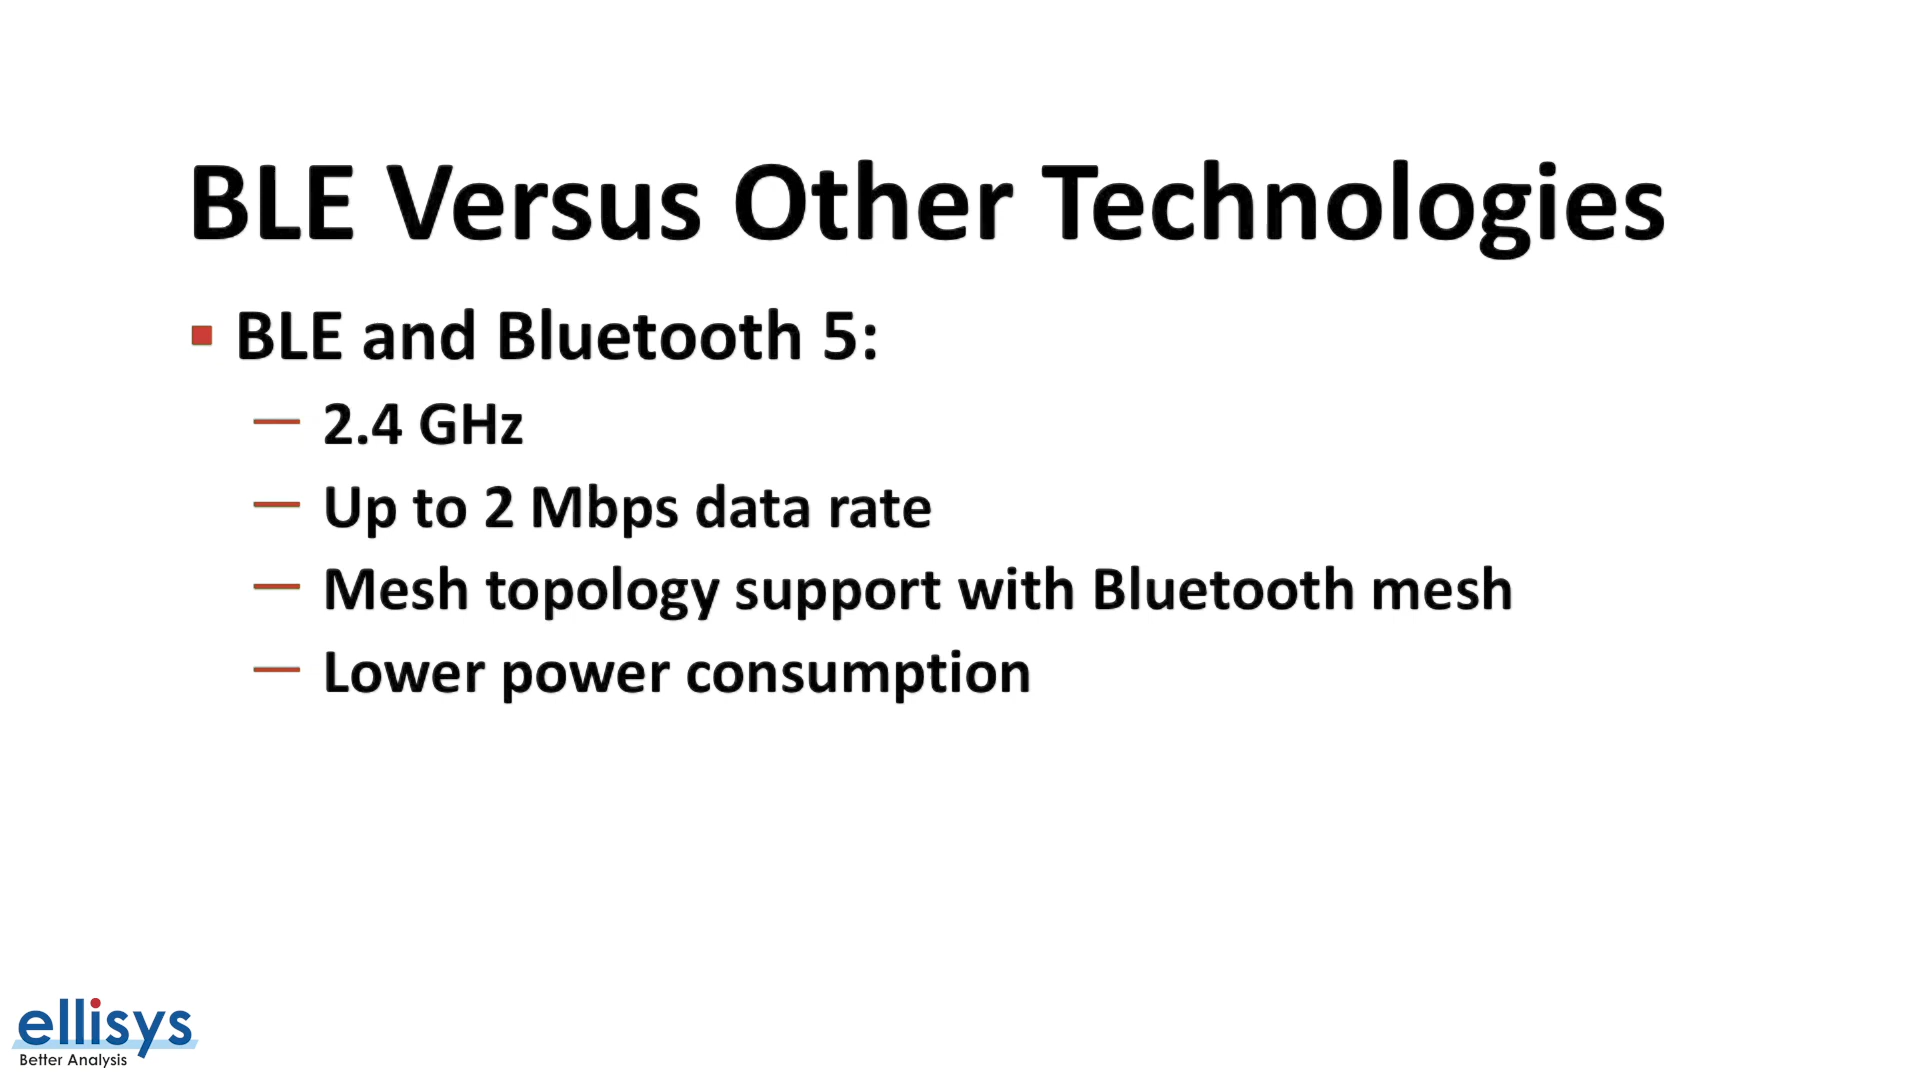 BLE Versus Other Technologies
BLE and Bluetooth 5:
— 2.4 GHz
— Up to 2 Mbps data rate
— Mesh topology support with Bluetooth mesh
— Lower power consumption
ellisys
Better Analysis